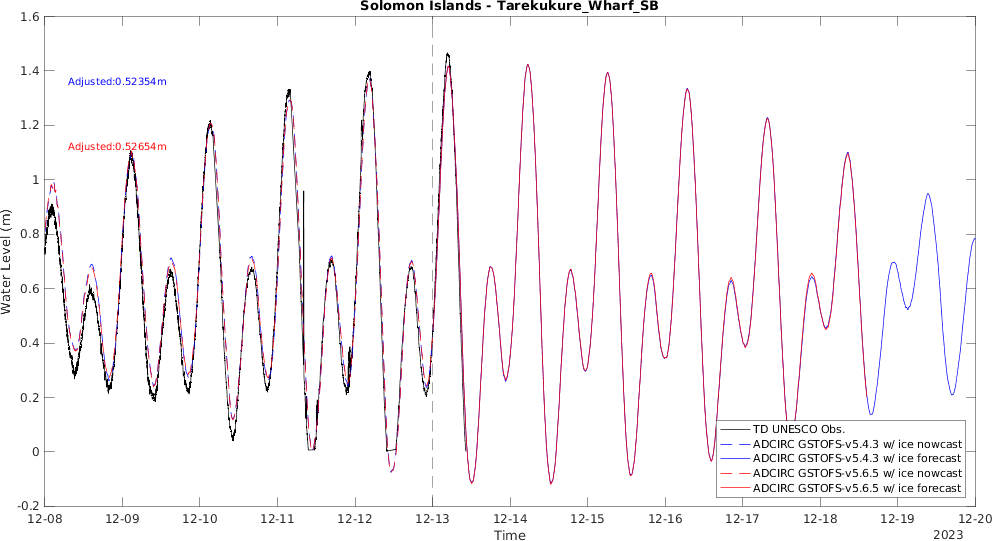 Solomon Islands - Tarekukure_Wharf_SB
1.6
1.4
1.2
1
0.8
0.6
0.4
0.2
0
-0.2
Water Level (m)
Adjusted:0.52354m
Adjusted:0.52654m
TD UNESCO Obs.
ADCIRC GSTOFS-v5.4.3 w/ ice nowcast
ADCIRC GSTOFS-v5.4.3 w/ ice forecast
ADCIRC GSTOFS-v5.6.5 w/ ice nowcast
ADCIRC GSTOFS-v5.6.5 w/ ice forecast
12-08 12-09 12-10 12-11 12-12 12-13 12-14 12-15 12-16 12-17 12-18 12-19 12-20
Time
2023